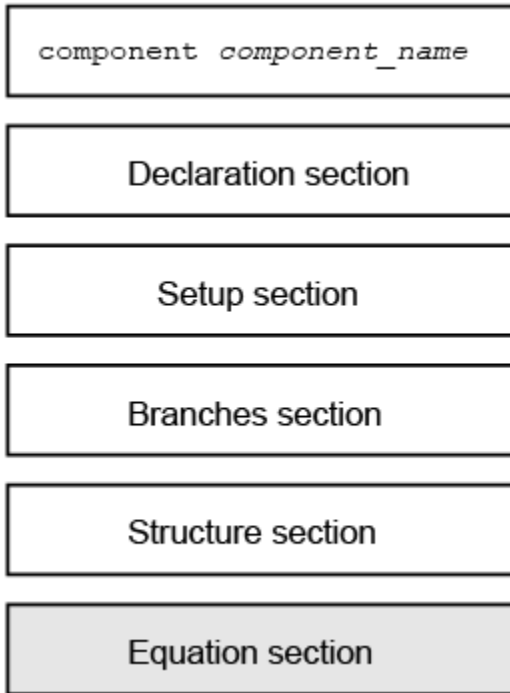 component component_name
Declaration section
Setup section
Branches section
Structure section
Equation section